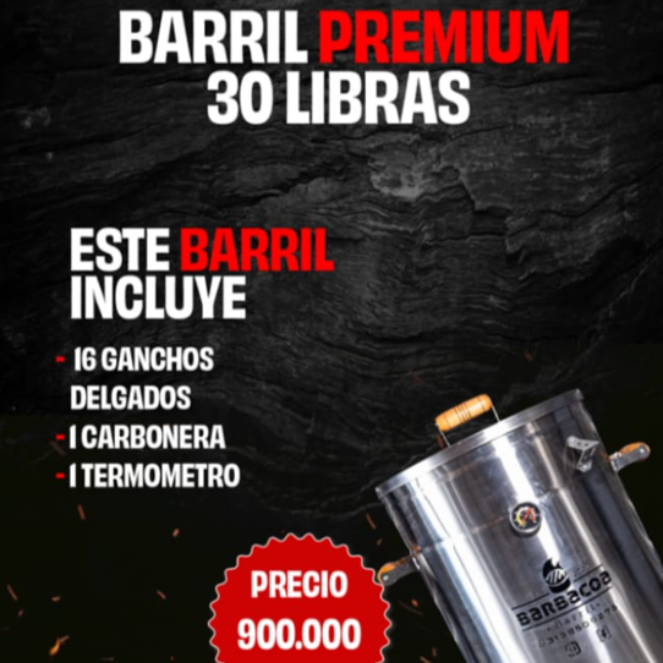 BARRIL PREMIUM
30 LIBRAS
ESTE BARRIL
INCLUYE
- 16 GANCHOS
DELGADOS
- 1 CARBONERA
- 1 TERMOMETRO
PRECIO
900.000
BARBACOA